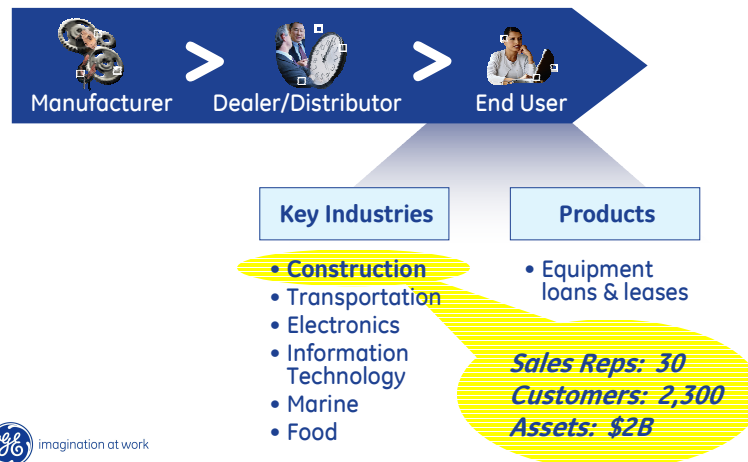 Manufacturer
Dealer/Distributor
End User
Key Industries
• Construction
• Transportation
• Electronics
• Information
Technology
• Marine
• Food
Products
• Equipment
loans & leases
Sales Reps: 30
Customers: 2,300
Assets: $2B
GE imagination at work